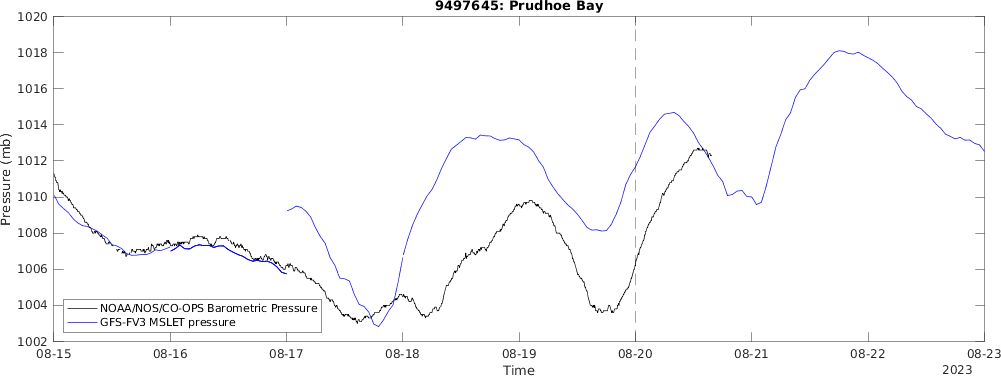 9497645: Prudhoe Bay
1020
1018
1016
1014
1012
1010
1008
1006
1004
1002
Pressure (mb)
NOAA/NOS/CO-OPS Barometric Pressure
GFS-FV3 MSLET pressure
08-15 08-16 08-17 08-18 08-19 08-20 08-21 08-22 08-23
Time
2023